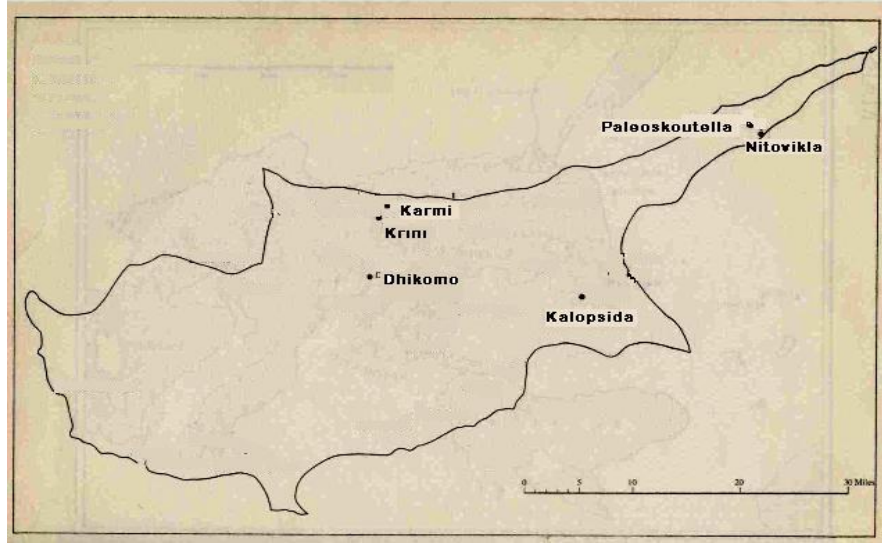 Paleoskoutella
Nitovikla
Karmi
Krini
Dhikomo
Kalopsida
0 5 10 20 30 Miles